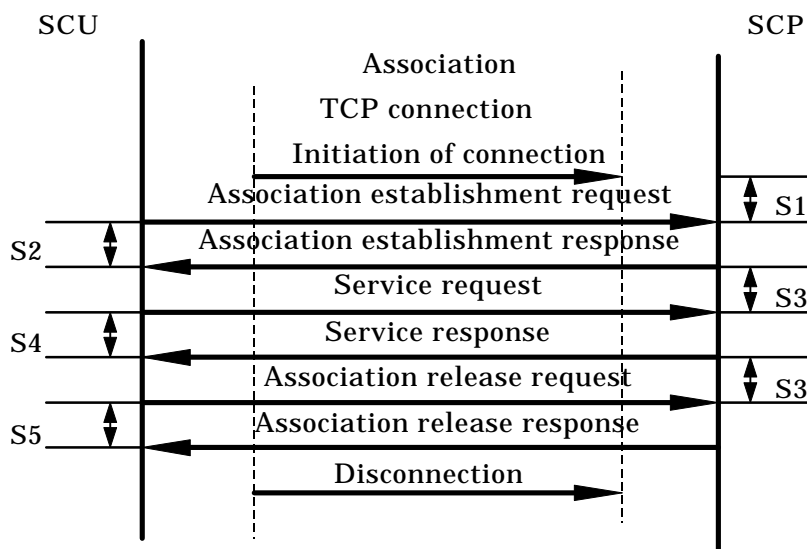 SCU
SCP
Association
TCP connection
Initiation of connection
Association establishment request
S1
Association establishment response
S2
Service request
S3
Service response
S4
Association release request
S3
Association release response
S5
Disconnection